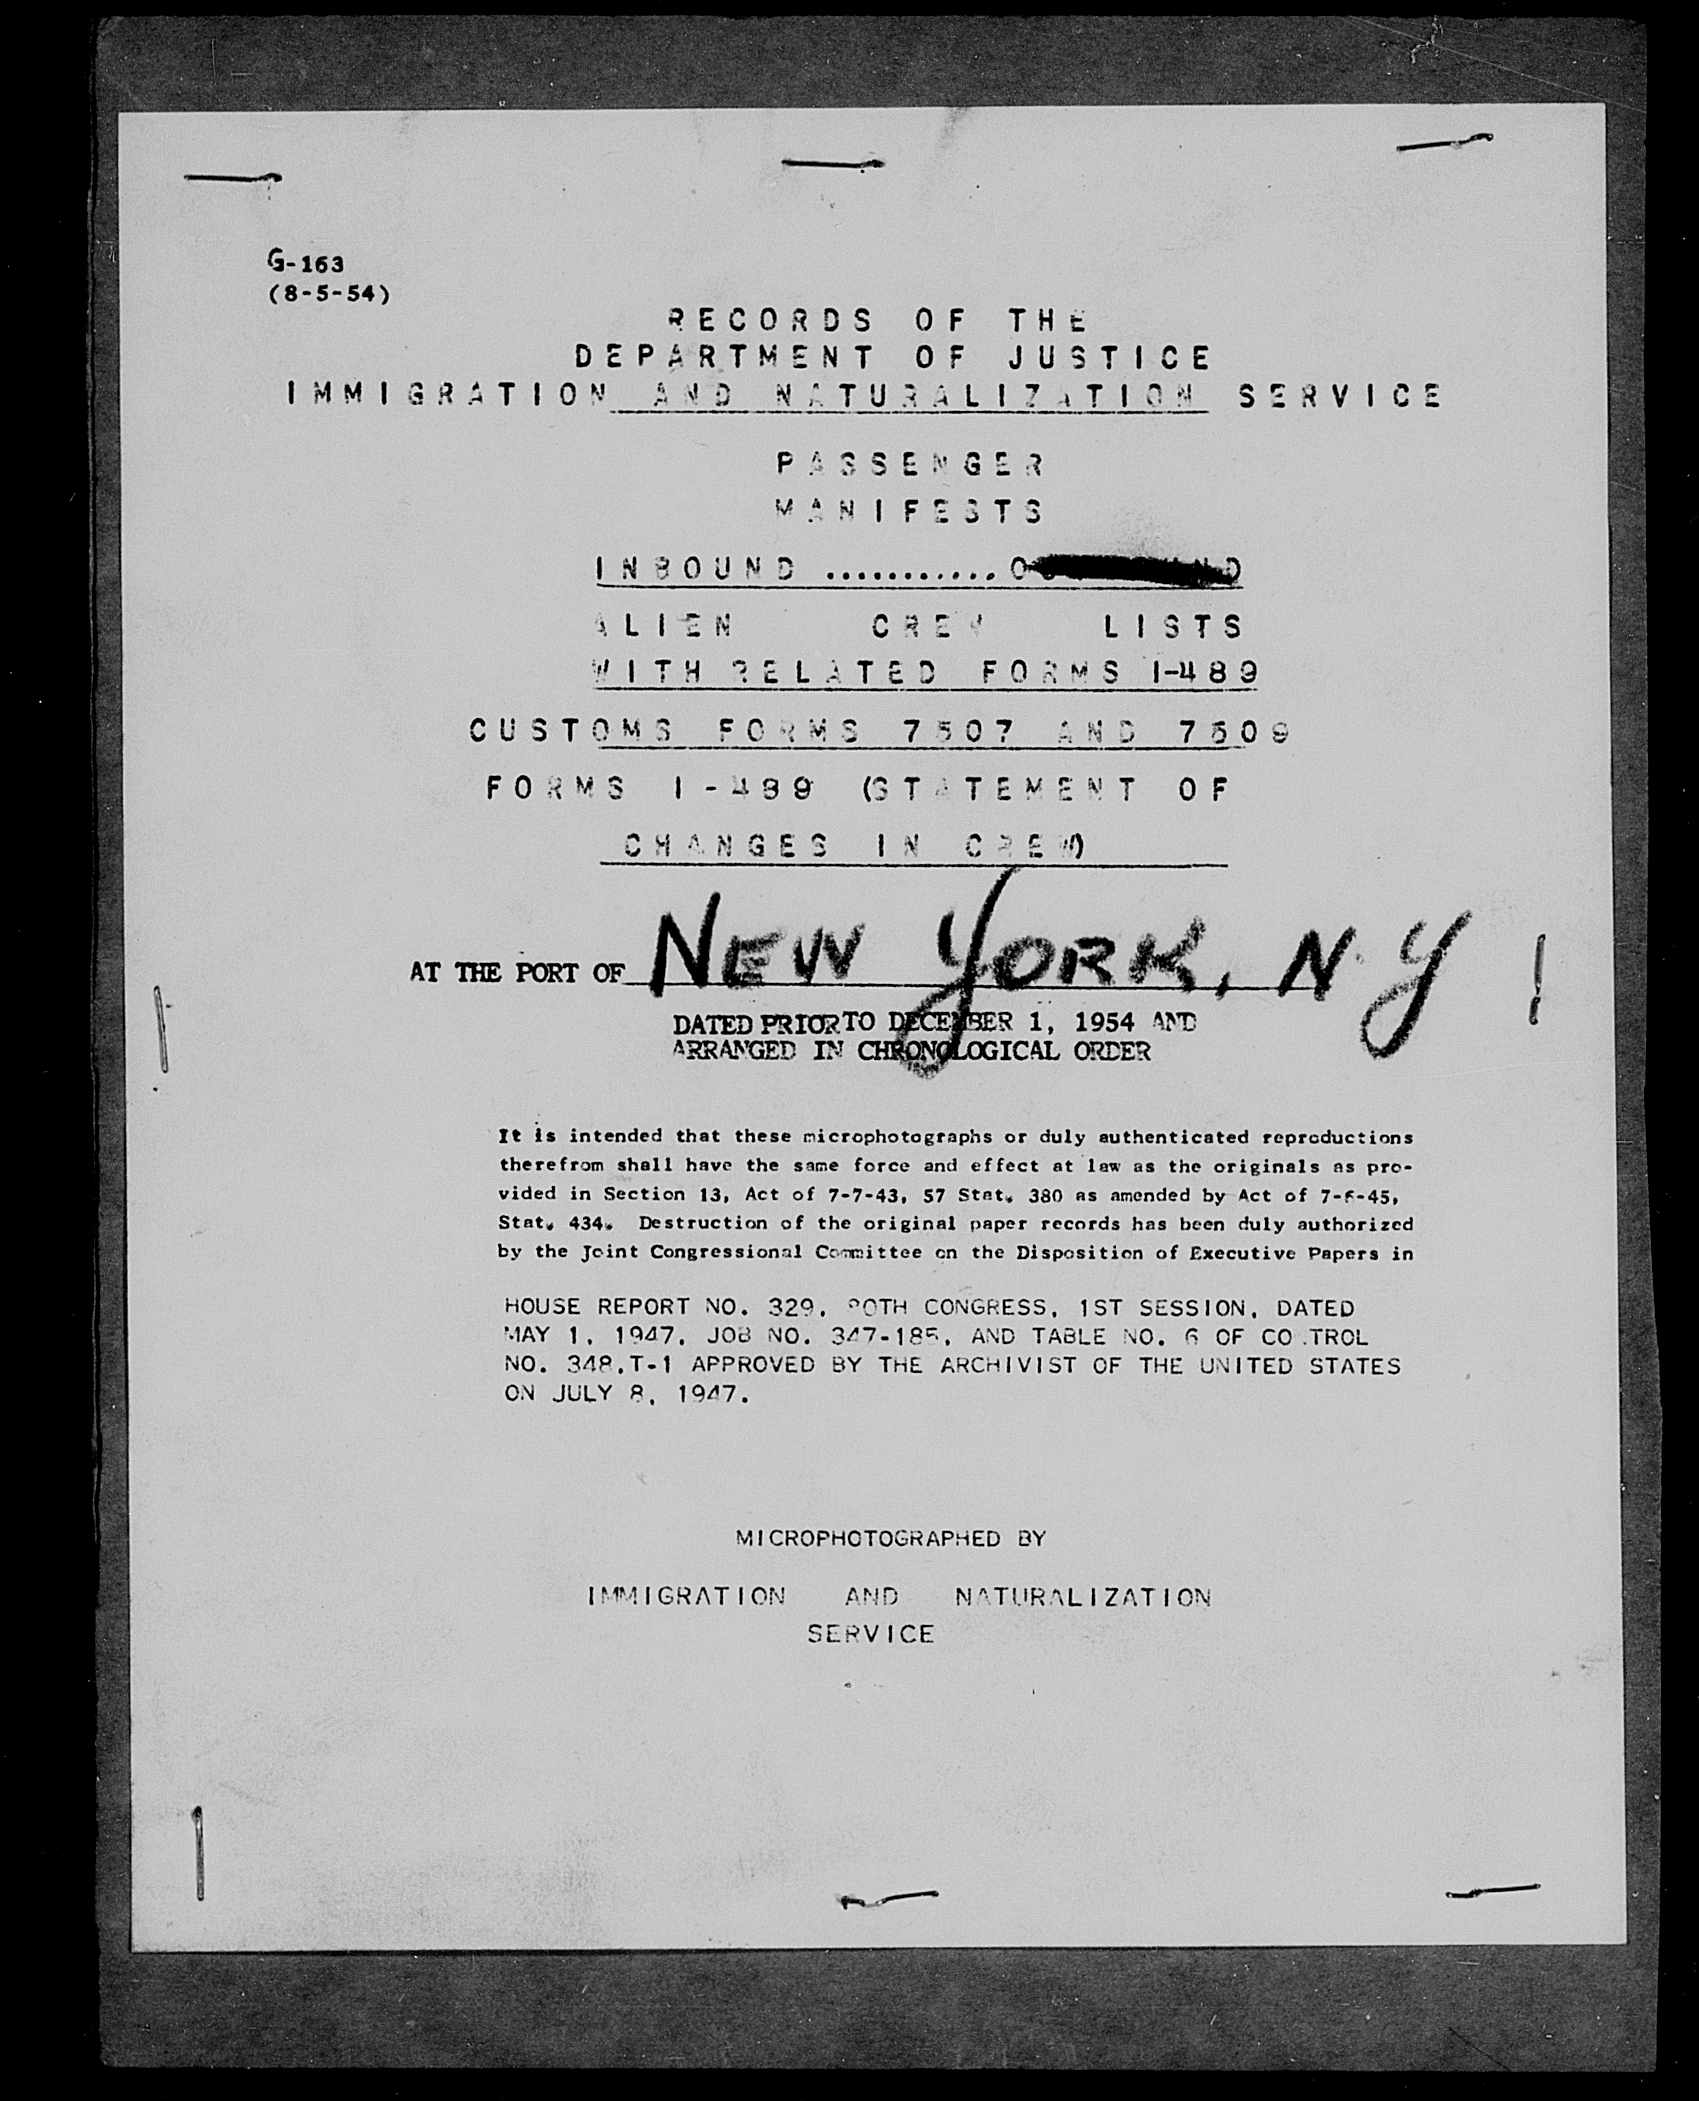 G-163
(8-5-54)
RECORDS OF THE
DEPARTMENT OF JUSTICE
IMMIGRATION AND NATURALIZATION SERVICE
PASSENGER
MANIFESTS
INBOUND ...........
ALIEN CREW LISTS
WITH RELATED FORMS I-489
CUSTOMS FORMS 7507 AND 7509
FORMS I-489 (STATEMENT OF
CHANGES IN CREW)
AT THE PORT OF NEW YORK, N.Y
DATED PRIOR TO DECEMBER 1, 1954 AND
ARRANGED IN CHRONOLOGICAL ORDER
It is intended that these microphotographs or duly authenticated reproductions
therefrom shall have the same force and effect at law as the originals as pro-
vided in Section 13, Act of 7-7-43, 57 Stat. 380 as amended by Act of 7-6-45,
Stat. 434. Destruction of the original paper records has been duly authorized
by the Joint Congressional Committee on the Disposition of Executive Papers in
HOUSE REPORT NO. 329, 80TH CONGRESS, 1ST SESSION, DATED
MAY 1, 1947, JOB NO. 347-185, AND TABLE NO. 6 OF CO TROL
NO. 348,T-1 APPROVED BY THE ARCHIVIST OF THE UNITED STATES
ON JULY 8, 1947.
MICROPHOTOGRAPHED BY
IMMIGRATION AND NATURALIZATION
SERVICE